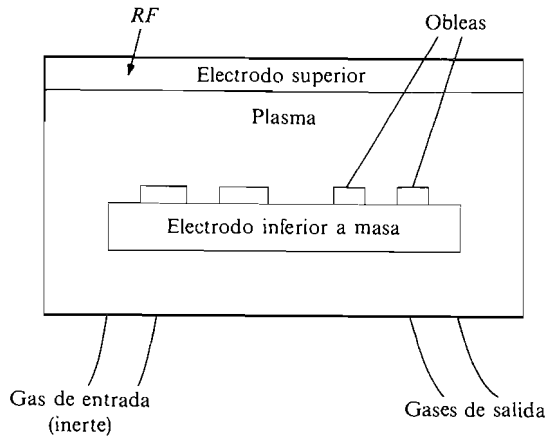 RF
Obleas
Electrodo superior
Plasma
Electrodo inferior a masa
Gas de entrada
(inerte)
Gases de salida